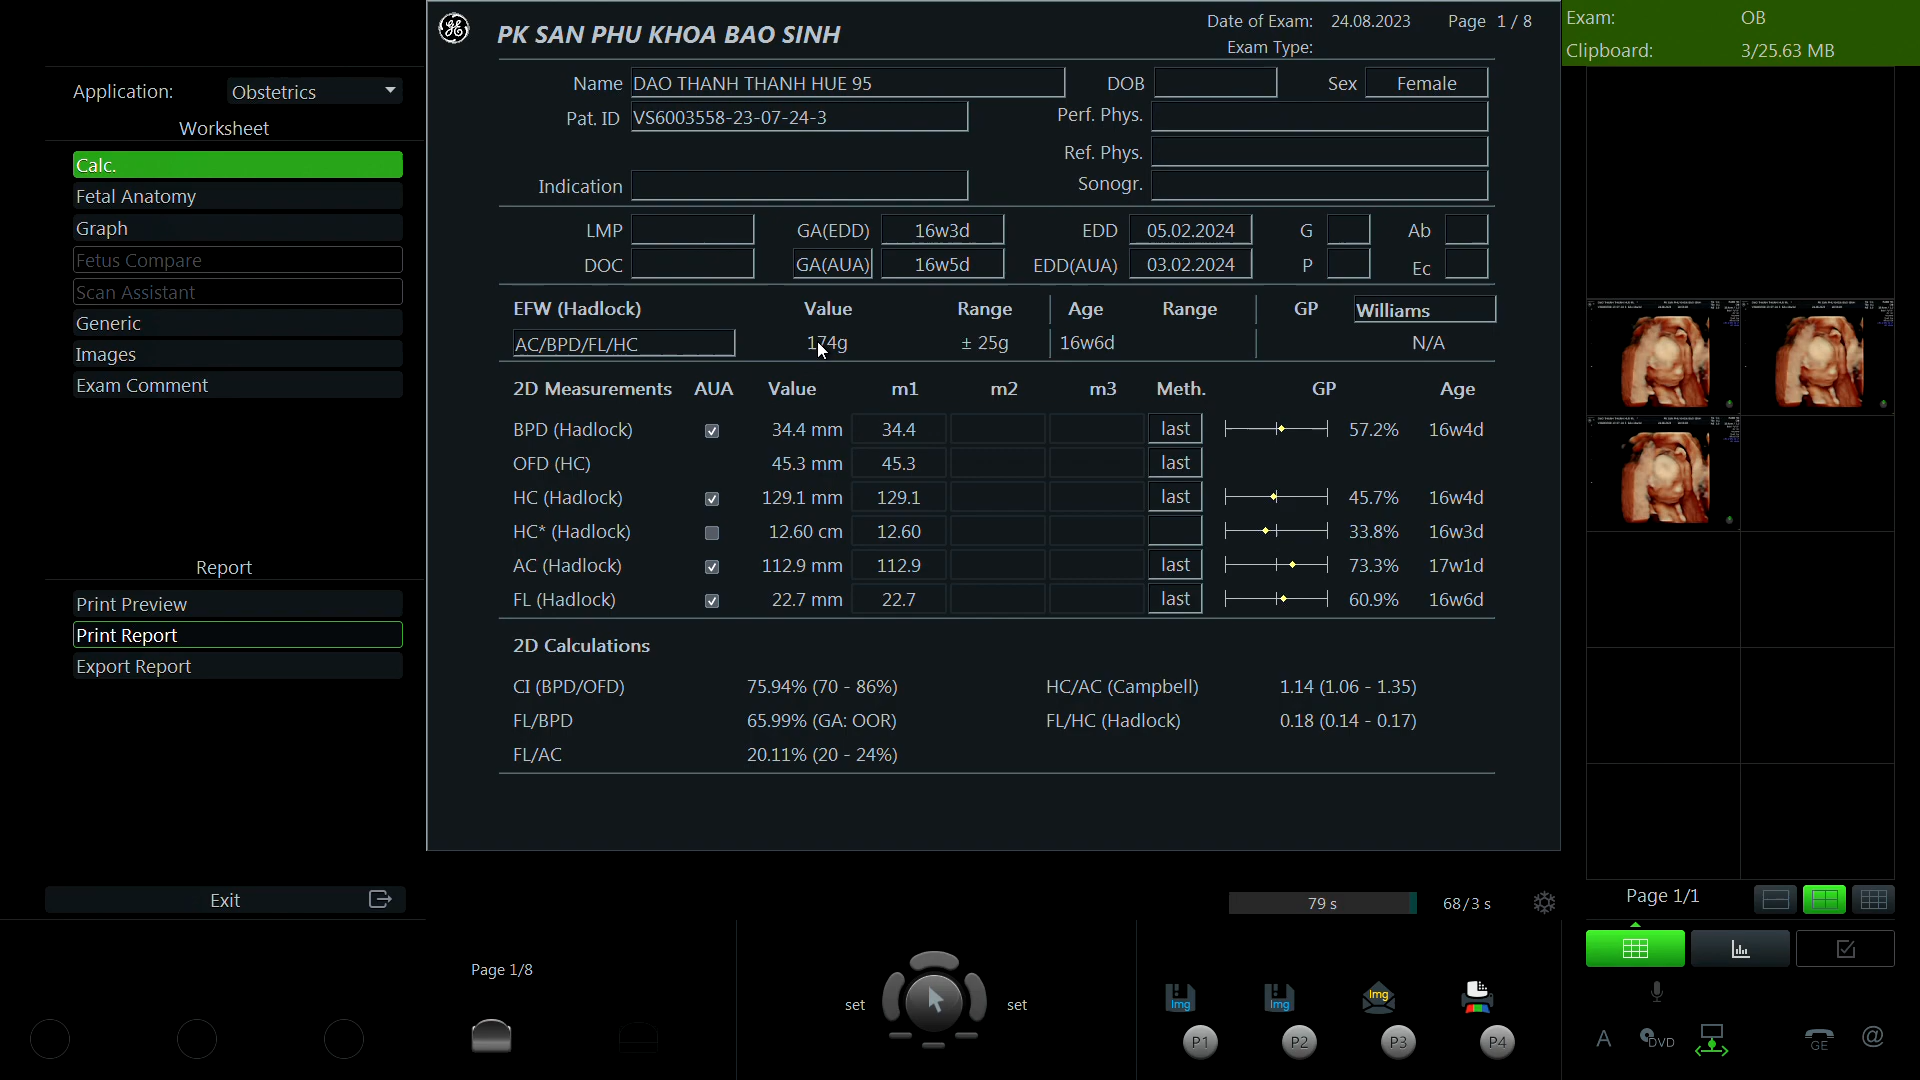 PK SAN PHU KHOA BAO SINH
Date of Exam: 24.08.2023 Page 1 / 8
Exam Type:
Exam: OB
Clipboard: 3/25.63 MB
Application: Obstetrics
Worksheet
Calc.
Fetal Anatomy
Graph
Fetus Compare
Scan Assistant
Generic
Images
Exam Comment
Report
Print Preview
Print Report
Export Report
Exit
Name DAO THANH THANH HUE 95 DOB Sex Female
Pat. ID VS6003558-23-07-24-3 Perf. Phys.
Ref. Phys.
Indication Sonogr.
LMP GA(EDD) 16w3d EDD 05.02.2024 G Ab
DOC GA(AUA) 16w5d EDD(AUA) 03.02.2024 P Ec
EFW (Hadlock) Value Range Age Range GP Williams
AC/BPD/FL/HC 174g ± 25g 16w6d N/A
2D Measurements AUA Value m1 m2 m3 Meth. GP Age
BPD (Hadlock) 34.4 mm 34.4 last 57.2% 16w4d
OFD (HC) 45.3 mm 45.3 last
HC (Hadlock) 129.1 mm 129.1 last 45.7% 16w4d
HC* (Hadlock) 12.60 cm 12.60 33.8% 16w3d
AC (Hadlock) 112.9 mm 112.9 last 73.3% 17w1d
FL (Hadlock) 22.7 mm 22.7 last 60.9% 16w6d
2D Calculations
CI (BPD/OFD) 75.94% (70 - 86%) HC/AC (Campbell) 1.14 (1.06 - 1.35)
FL/BPD 65.99% (GA: OOR) FL/HC (Hadlock) 0.18 (0.14 - 0.17)
FL/AC 20.11% (20 - 24%)
79 s 68/3 s
Page 1/1
Page 1/8
set set
Img Img Img
P1 P2 P3 P4
A DVD GE @